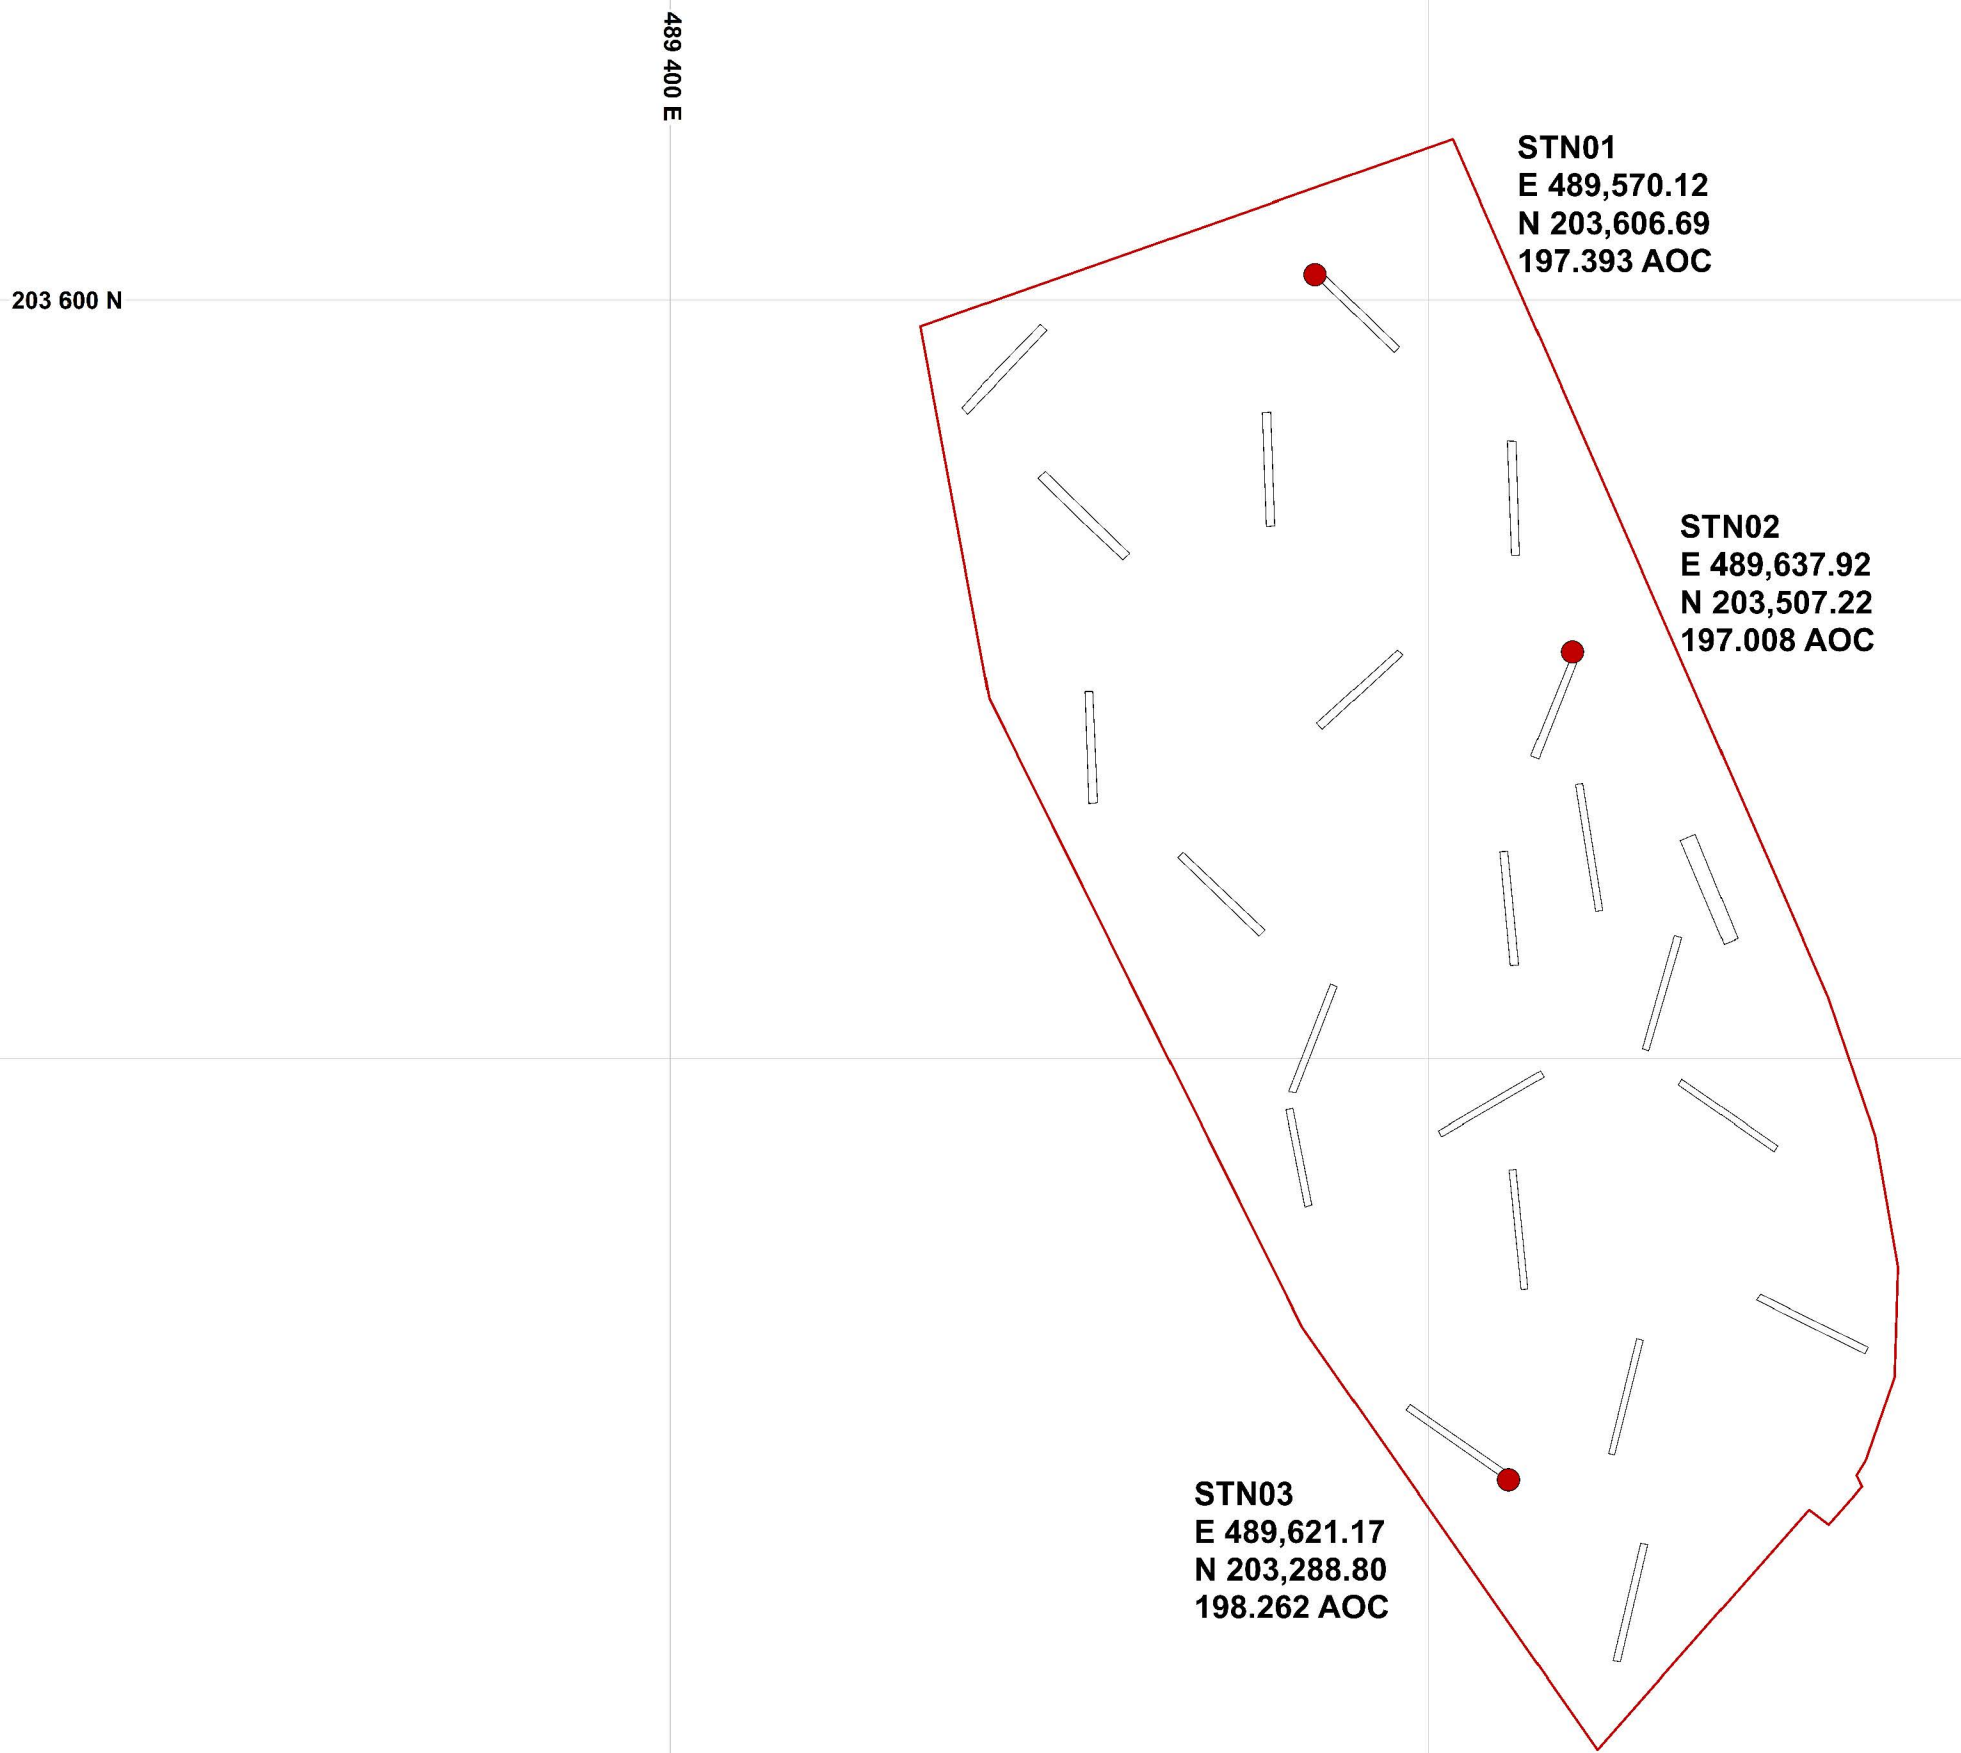 489 400 E
STN01
E 489,570.12
N 203,606.69
197.393 AOC
203 600 N
STN02
E 489,637.92
N 203,507.22
197.008 AOC
STN03
E 489,621.17
N 203,288.80
198.262 AOC